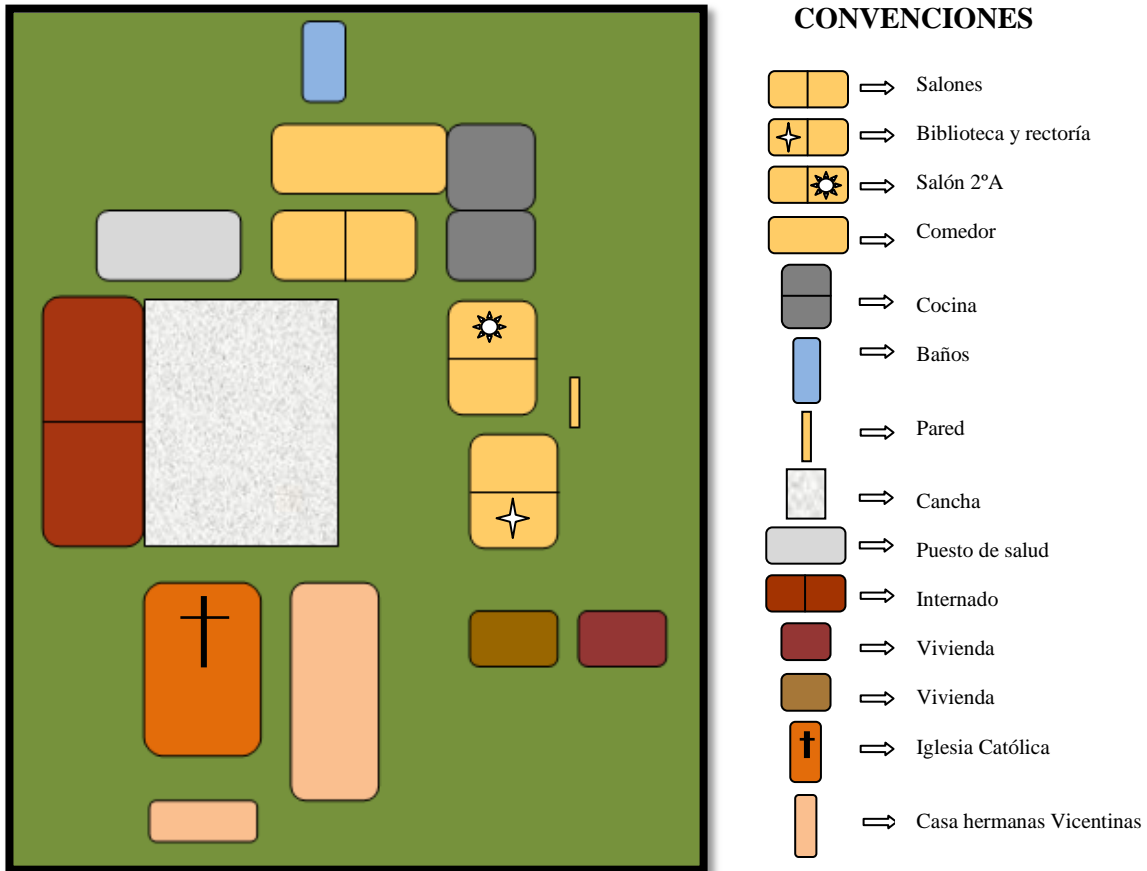 CONVENCIONES
Salones
Biblioteca y rectoría
Salón 2ºA
Comedor
Cocina
Baños
Pared
Cancha
Puesto de salud
Internado
Vivienda
Vivienda
Iglesia Católica
Casa hermanas Vicentinas